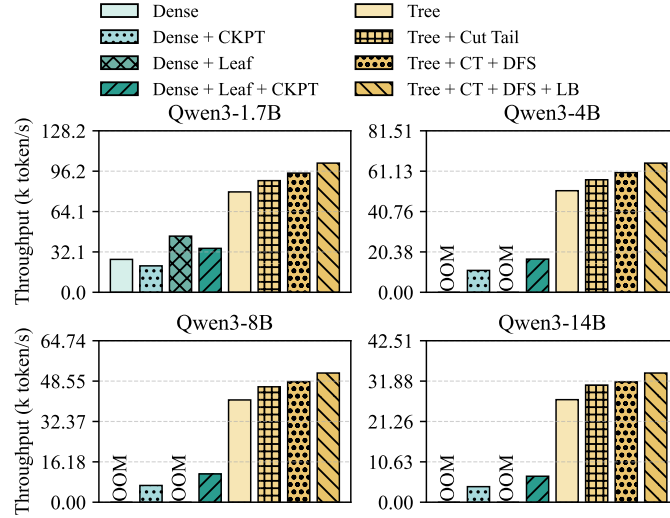 Dense
Dense + CKPT
Dense + Leaf
Dense + Leaf + CKPT
Tree
Tree + Cut Tail
Tree + CT + DFS
Tree + CT + DFS + LB
Qwen3-1.7B
Throughput (k token/s)
128.2
96.2
64.1
32.1
0.0
Qwen3-4B
81.51
61.13
40.76
20.38
0.00
OOM
OOM
Qwen3-8B
Throughput (k token/s)
64.74
48.55
32.37
16.18
0.00
OOM
OOM
Qwen3-14B
42.51
31.88
21.26
10.63
0.00
OOM
OOM